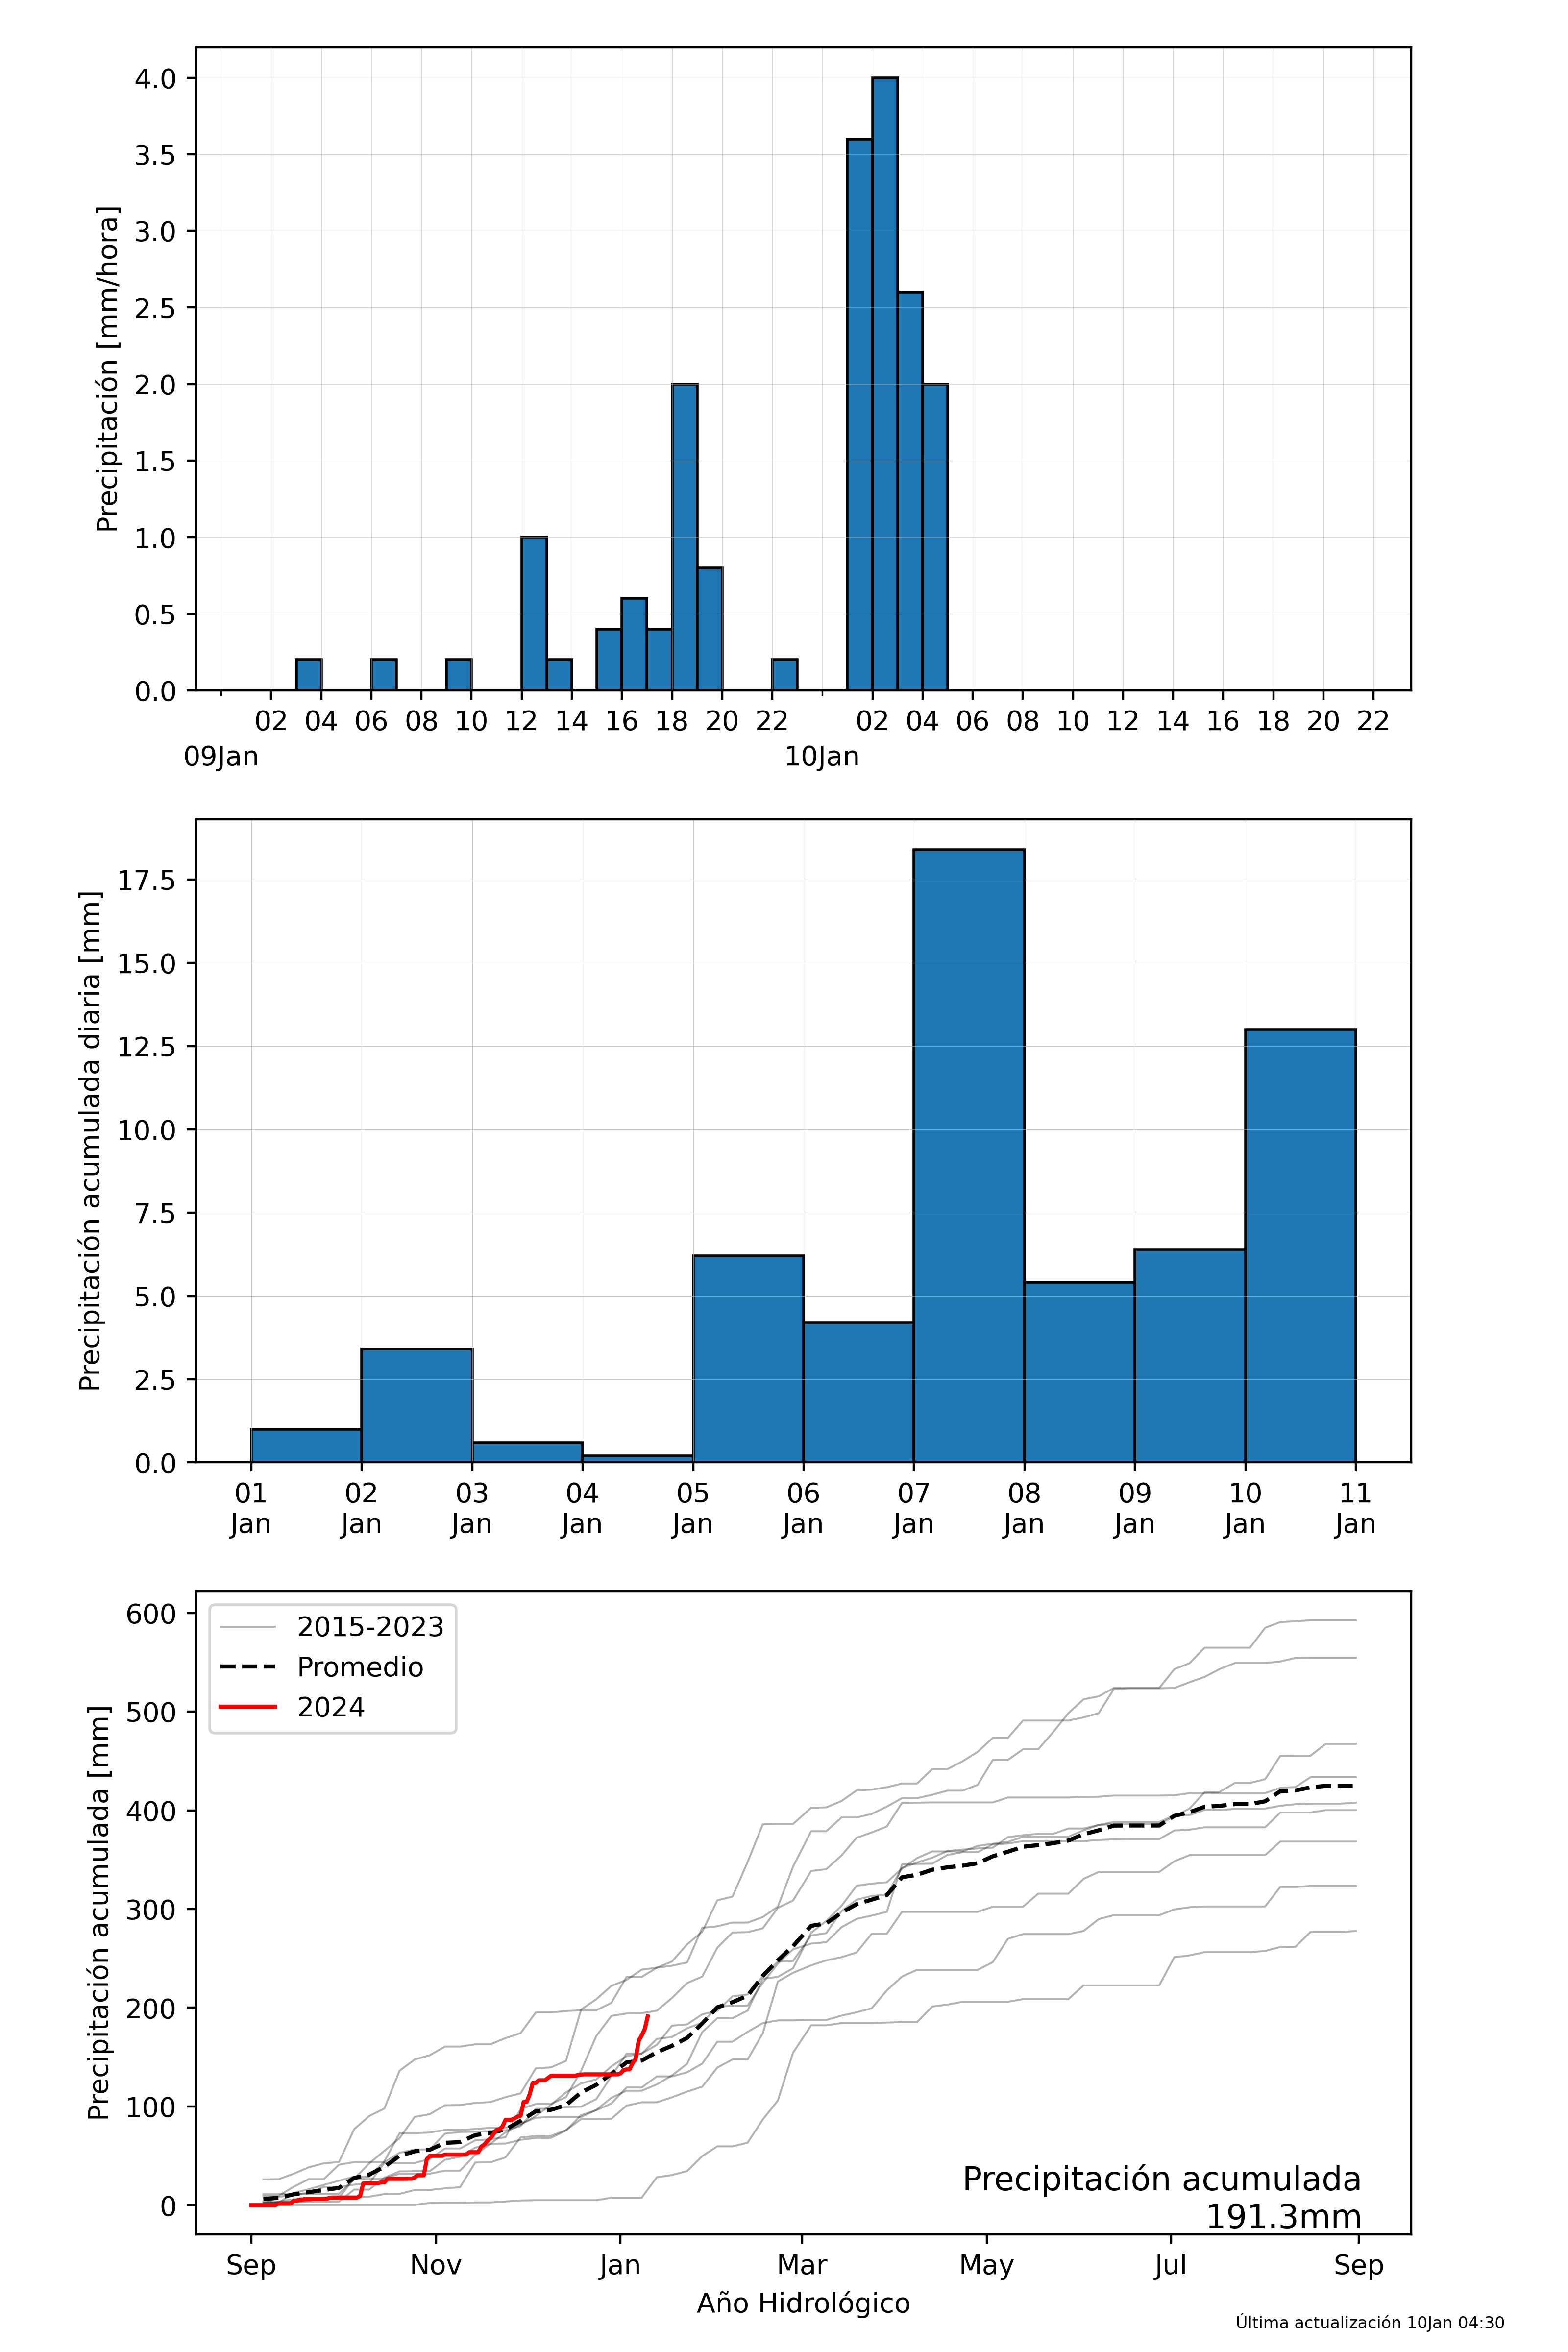 4.0
3.5
3.0
2.5
2.0
1.5
1.0
0.5
0.0
Precipitación [mm/hora]
02 04 06 08 10 12 14 16 18 20 22 02 04 06 08 10 12 14 16 18 20 22
09Jan 10Jan
17.5
15.0
12.5
10.0
7.5
5.0
2.5
0.0
Precipitación acumulada diaria [mm]
01 02 03 04 05 06 07 08 09 10 11
Jan Jan Jan Jan Jan Jan Jan Jan Jan Jan Jan
600
500
400
300
200
100
0
Precipitación acumulada [mm]
2015-2023
Promedio
2024
Precipitación acumulada
191.3mm
Sep Nov Jan Mar May Jul Sep
Año Hidrológico
Última actualización 10Jan 04:30